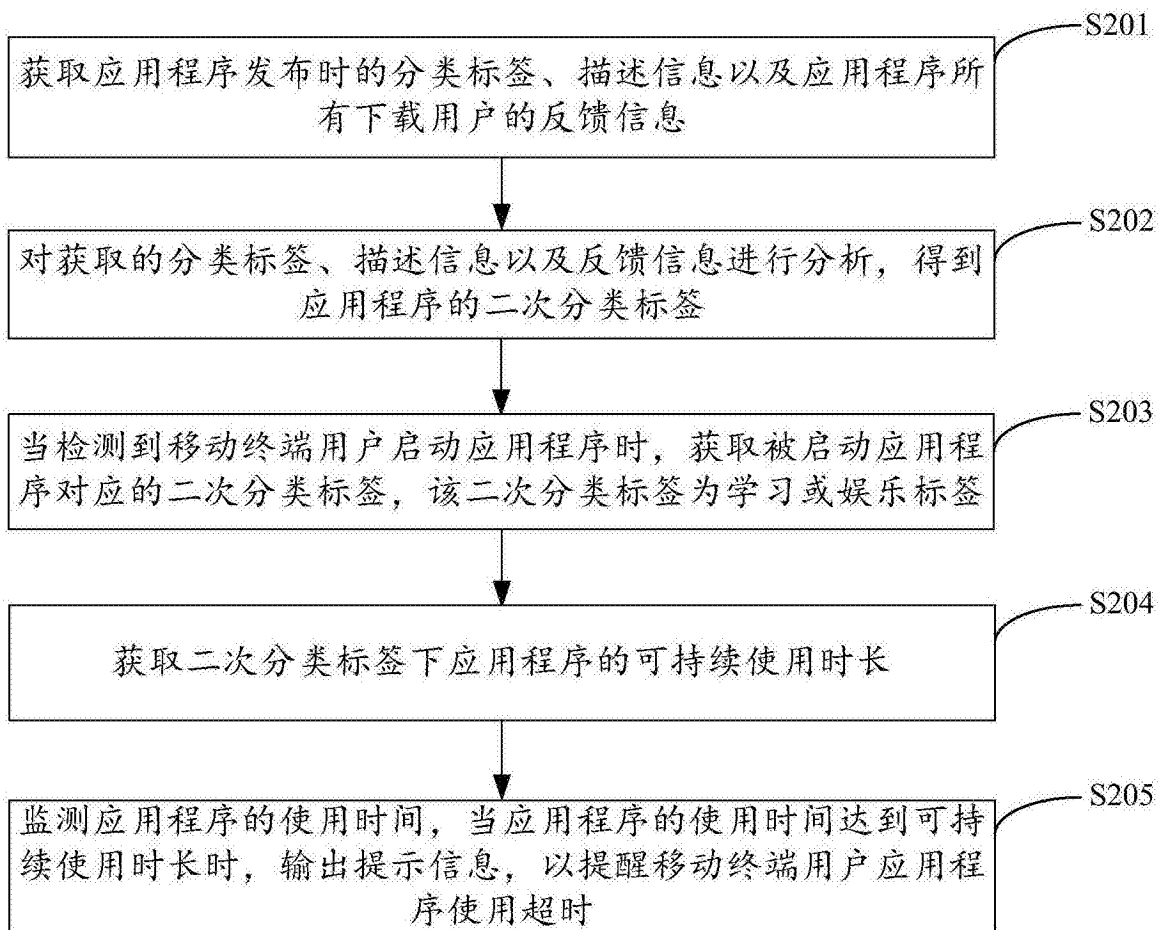 S201
获取应用程序发布时的分类标签、描述信息以及应用程序所
有下载用户的反馈信息
S202
对获取的分类标签、描述信息以及反馈信息进行分析，得到
应用程序的二次分类标签
S203
当检测到移动终端用户启动应用程序时，获取被启动应用程
序对应的二次分类标签，该二次分类标签为学习或娱乐标签
S204
获取二次分类标签下应用程序的可持续使用时长
S205
监测应用程序的使用时间，当应用程序的使用时间达到可持
续使用时长时，输出提示信息，以提醒移动终端用户应用程
序使用超时